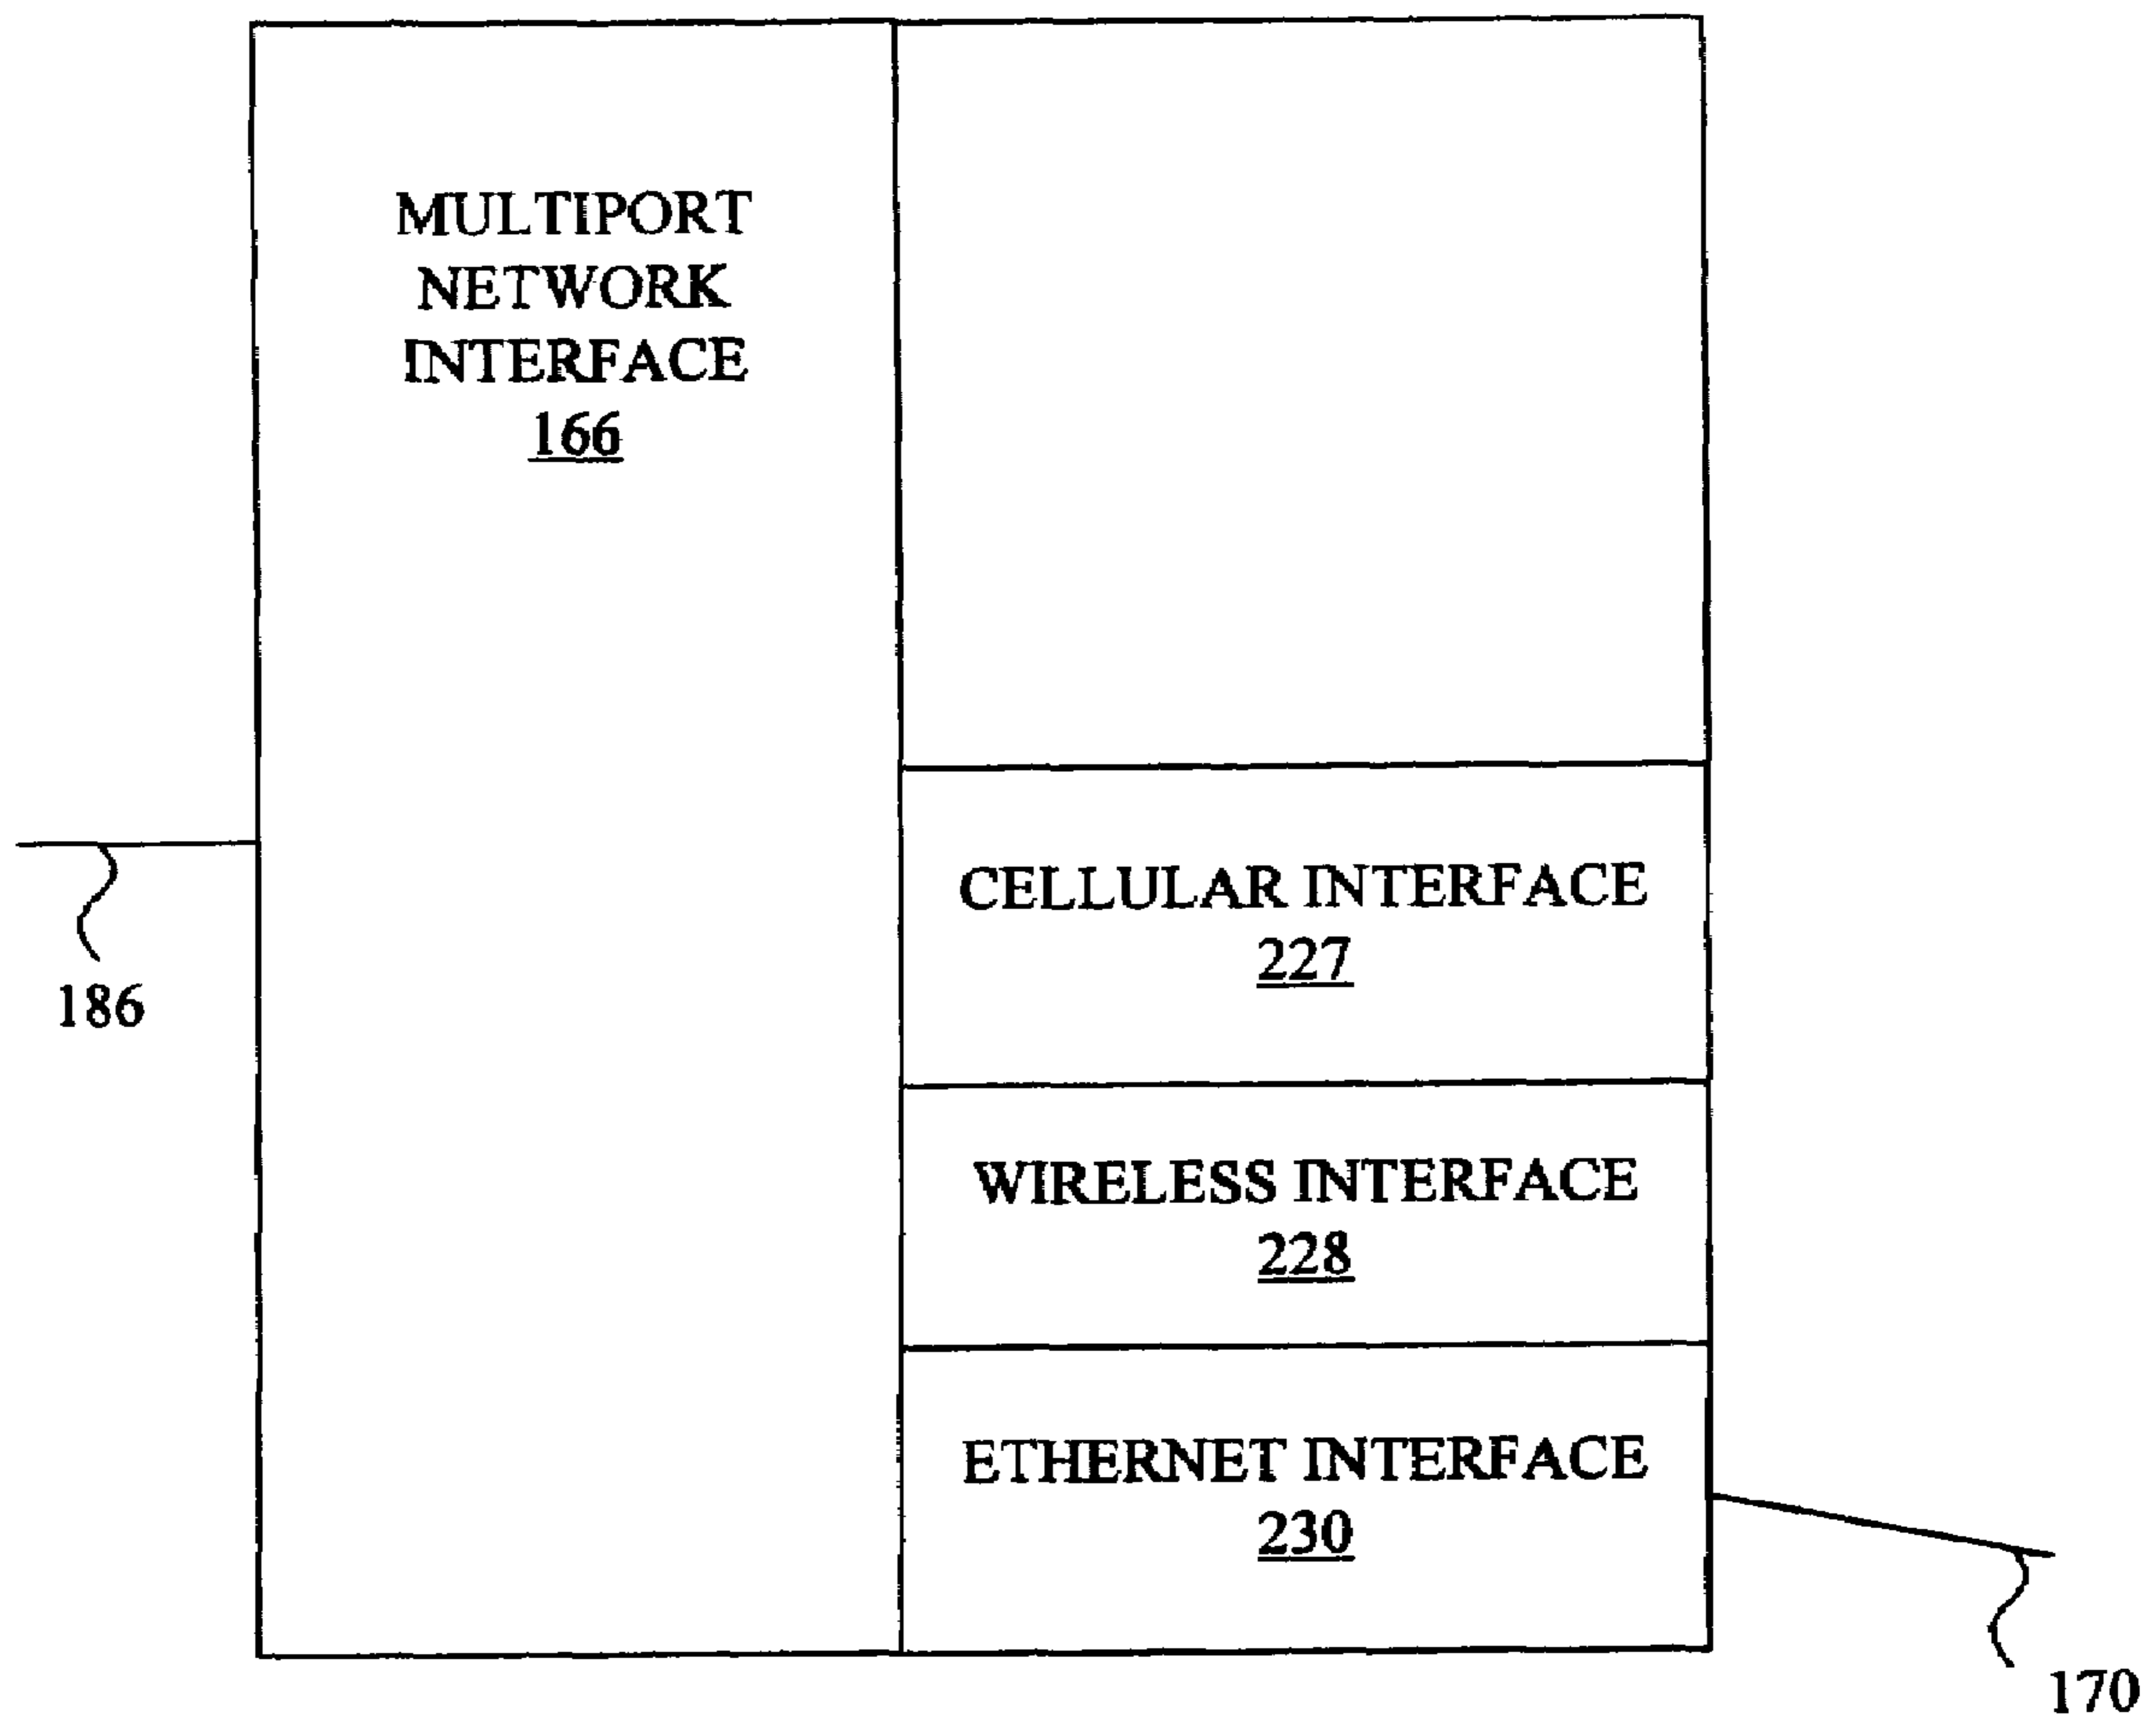 MULTIPORT
NETWORK
INTERFACE
166
CELLULAR INTERFACE
227
186
WIRELESS INTERFACE
228
ETHERNET INTERFACE
230
170